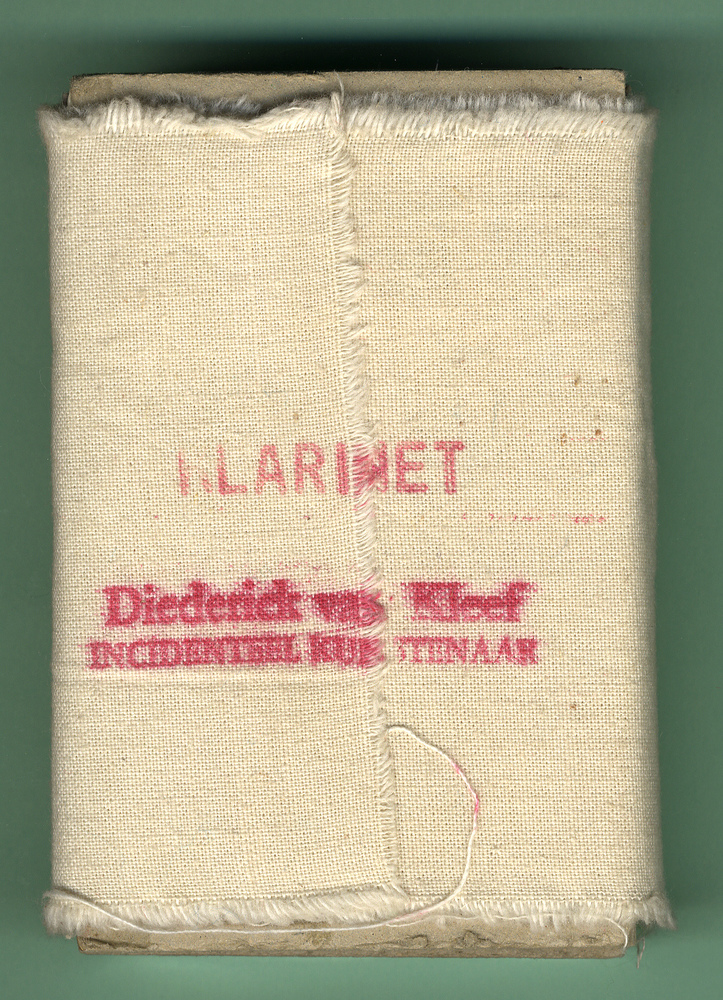 KLARINET
Diederick van Kleef
INCIDENTEEL KUNSTENAAR